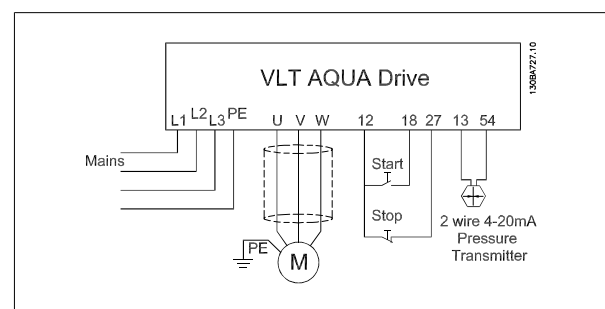 VLT AQUA Drive
130BA727.10
L1 L2 L3 PE U V W 12 18 27 13 54
Mains
Start
Stop
2 wire 4-20mA
Pressure
Transmitter
PE
M